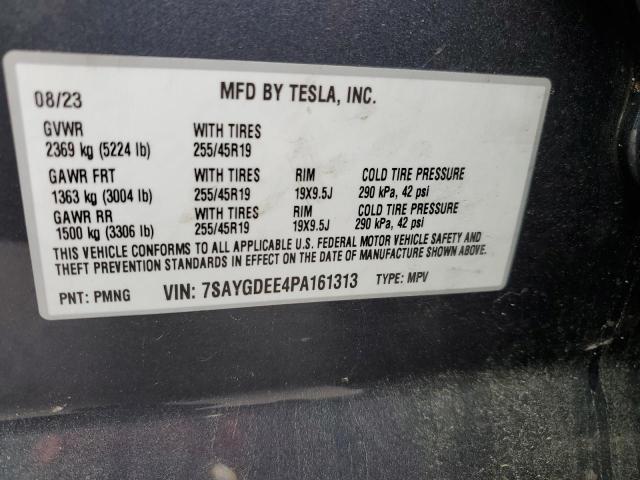 08/23 MFD BY TESLA, INC.
GVWR WITH TIRES
2369 kg (5224 lb) 255/45R19
GAWR FRT WITH TIRES RIM COLD TIRE PRESSURE
1363 kg (3004 lb) 255/45R19 19X9.5J 290 kPa, 42 psi
GAWR RR WITH TIRES RIM COLD TIRE PRESSURE
1500 kg (3306 lb) 255/45R19 19X9.5J 290 kPa, 42 psi
THIS VEHICLE CONFORMS TO ALL APPLICABLE U.S. FEDERAL MOTOR VEHICLE SAFETY AND
THEFT PREVENTION STANDARDS IN EFFECT ON THE DATE OF MANUFACTURE SHOWN ABOVE.
PNT: PMNG VIN: 7SAYGDEE4PA161313 TYPE: MPV